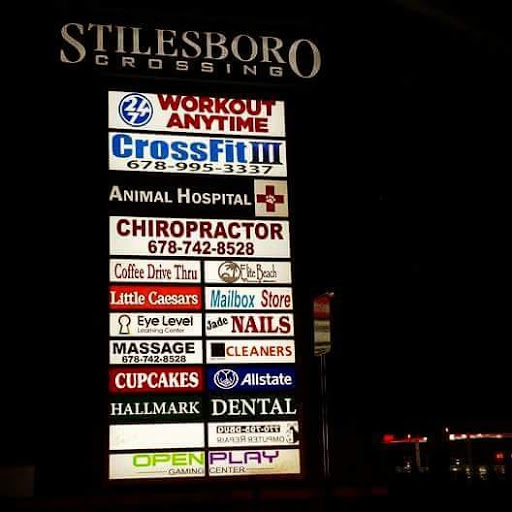 STILESBORO
CROSSING
24/7 WORKOUT
ANYTIME
CrossFit III
678-995-3337
ANIMAL HOSPITAL
CHIROPRACTOR
678-742-8528
Coffee Drive Thru
Elite Beach
Little Caesars
Mailbox Store
Eye Level
Learning Center
Jade NAILS
MASSAGE
678-742-8528
CLEANERS
CUPCAKES
Allstate
HALLMARK
DENTAL
COMPUTER REPAIR
OPEN PLAY
GAMING CENTER